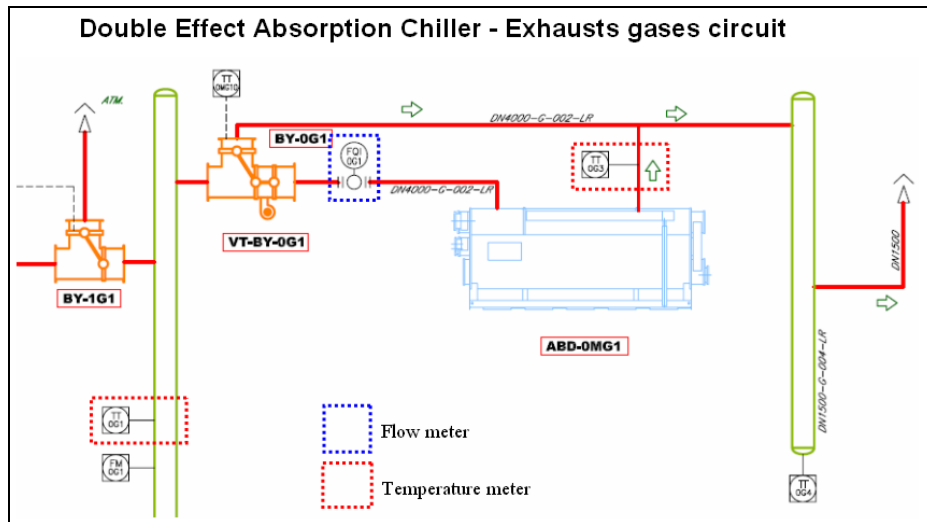 Double Effect Absorption Chiller - Exhausts gases circuit
TT
0MG10
ATM.
BY-0G1
DN4000-G-002-LR
FQI
0G1
TT
0G3
DN4000-G-002-LR
VT-BY-0G1
BY-1G1
DN1500
ABD-0MG1
DN1500-G-004-LR
TT
0G1
Flow meter
FM
0G1
Temperature meter
TT
0G4